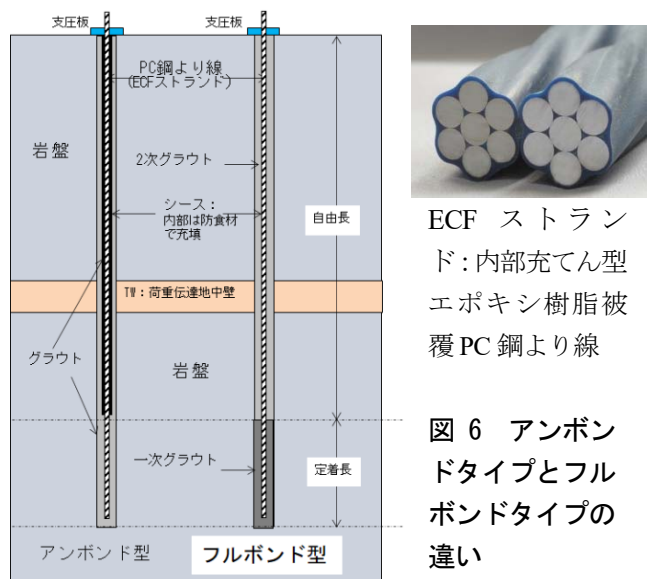 支圧板
支圧板
PC鋼より線
(ECFストランド)
岩盤
2次グラウト
シース：
内部は防食材
で充填
自由長
TW：荷重伝達地中壁
グラウト
岩盤
一次グラウト
定着長
アンボンド型
フルボンド型
ECF ストラン
ド：内部充てん型
エポキシ樹脂被
覆 PC 鋼より線
図 6 アンボン
ドタイプとフル
ボンドタイプの
違い